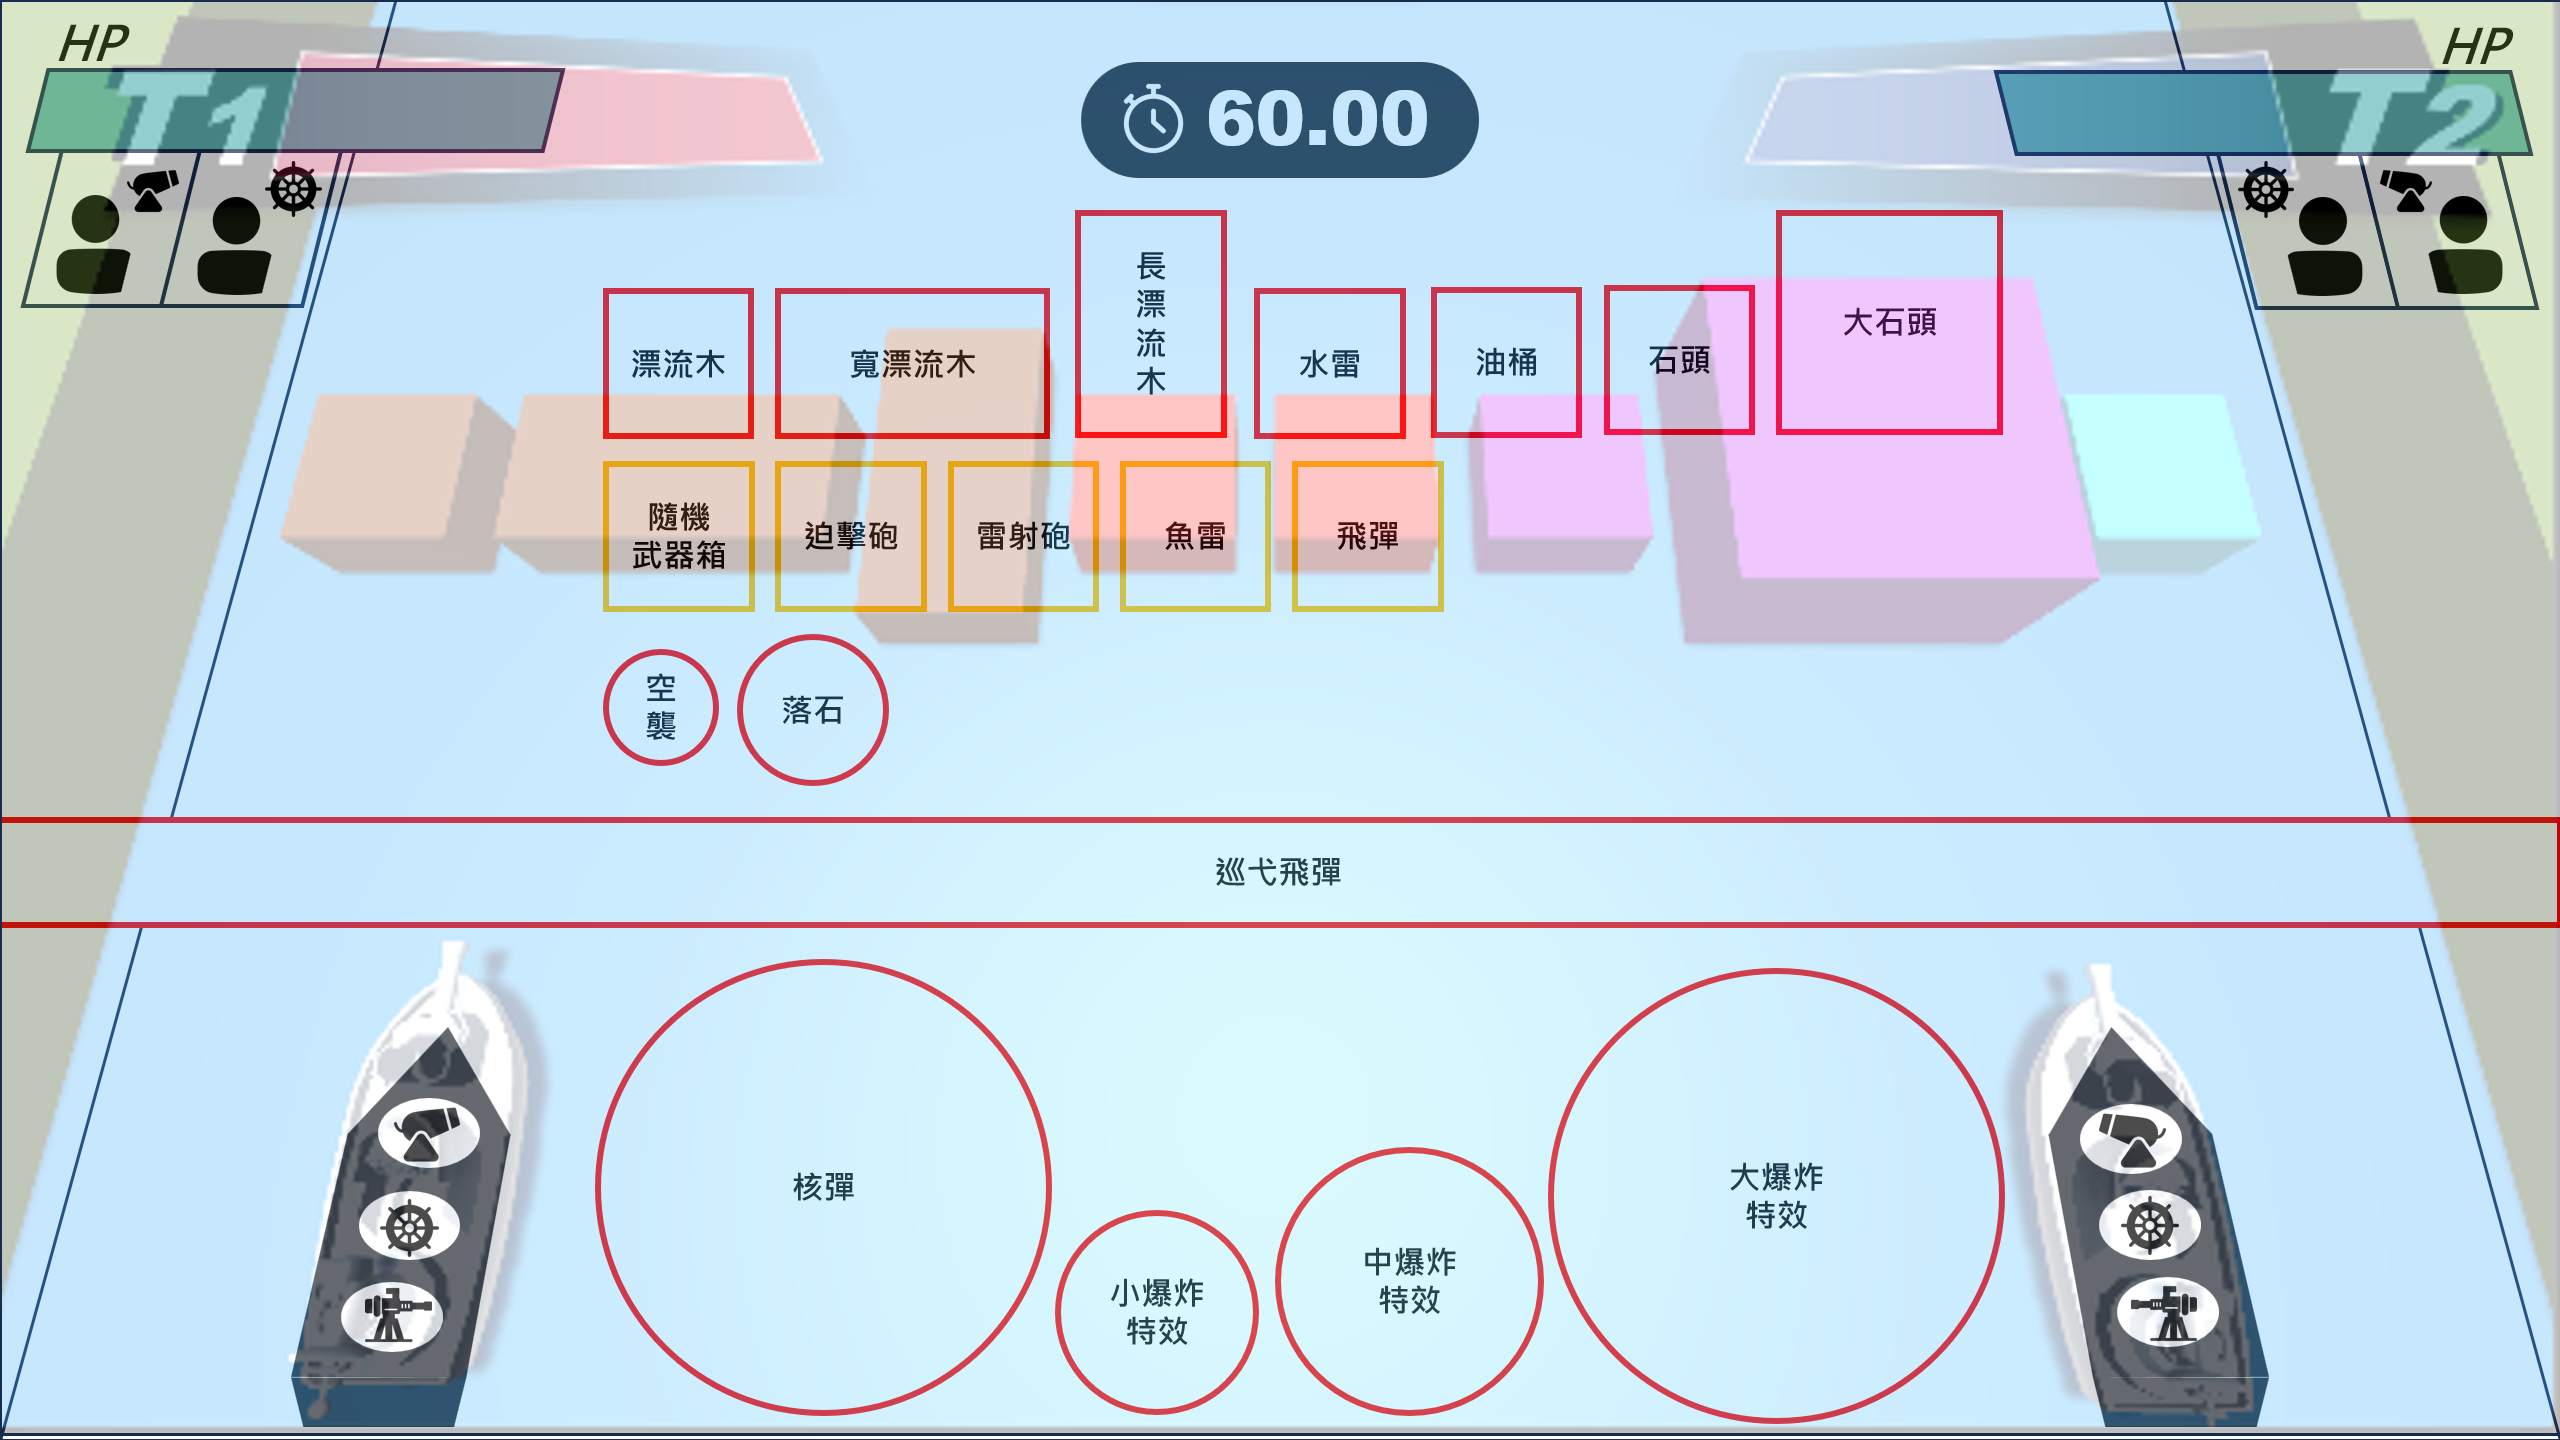 HP
HP
T1
60.00
T2
長漂流木
大石頭
漂流木
寬漂流木
水雷
油桶
石頭
隨機
武器箱
迫擊砲
雷射砲
魚雷
飛彈
空
襲
落石
巡弋飛彈
核彈
大爆炸
特效
中爆炸
特效
小爆炸
特效